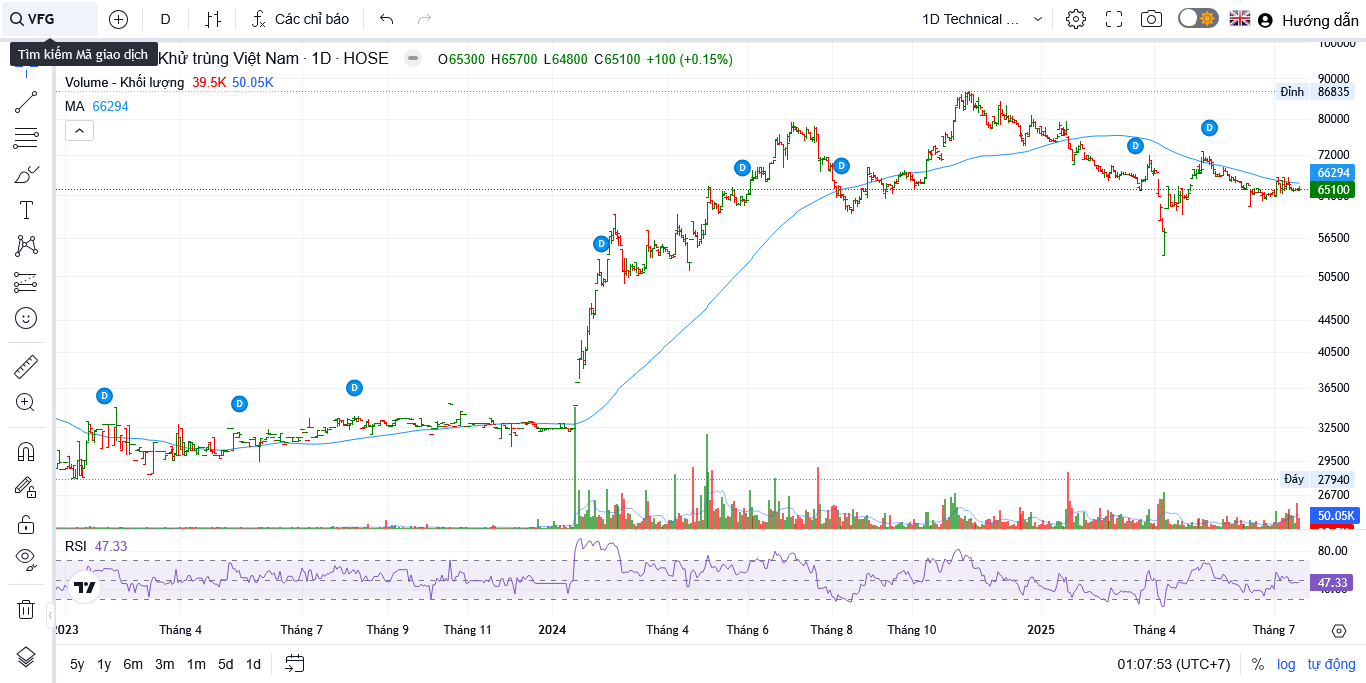 VFG D Các chỉ báo 1D Technical ... Hướng dẫn
Tìm kiếm Mã giao dịch Khử trùng Việt Nam · 1D · HOSE O65300 H65700 L64800 C65100 +100 (+0.15%)
Volume - Khối lượng 39.5K 50.05K
MA 66294
100000
90000
Đỉnh 86835
80000
72000
66294
65100
56500
50500
44500
40500
36500
32500
29500
Đáy 27940
26700
50.05K
D
D
D
D
D
D
D
D
RSI 47.33
80.00
47.33
2023 Tháng 4 Tháng 7 Tháng 9 Tháng 11 2024 Tháng 4 Tháng 6 Tháng 8 Tháng 10 2025 Tháng 4 Tháng 7
5y 1y 6m 3m 1m 5d 1d 01:07:53 (UTC+7) % log tự động